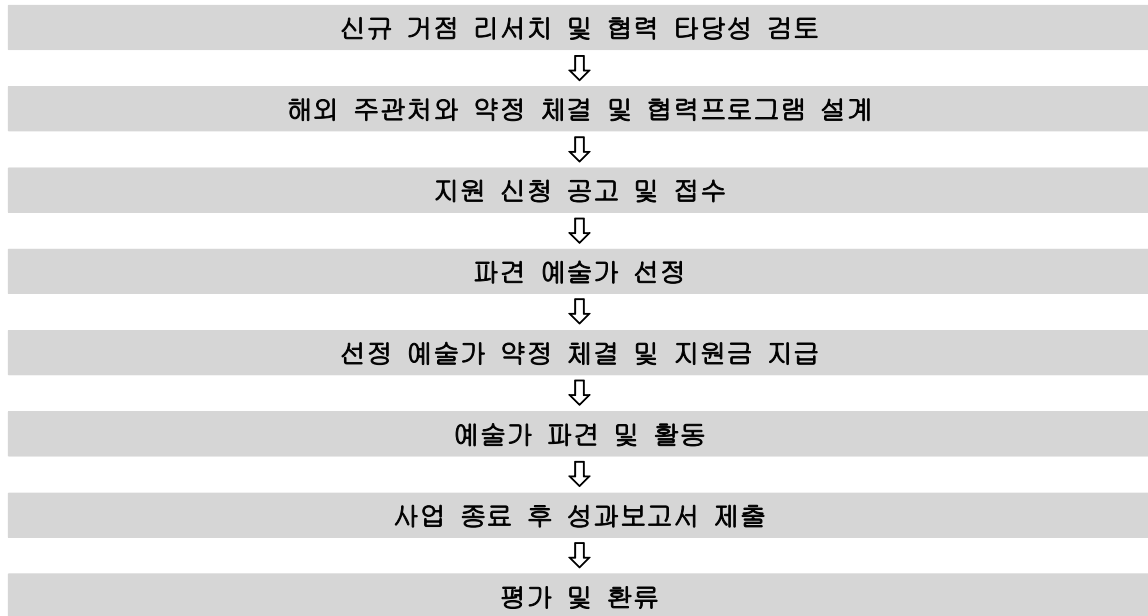 신규 거점 리서치 및 협력 타당성 검토
⇩
해외 주관처와 약정 체결 및 협력프로그램 설계
⇩
지원 신청 공고 및 접수
⇩
파견 예술가 선정
⇩
선정 예술가 약정 체결 및 지원금 지급
⇩
예술가 파견 및 활동
⇩
사업 종료 후 성과보고서 제출
⇩
평가 및 환류